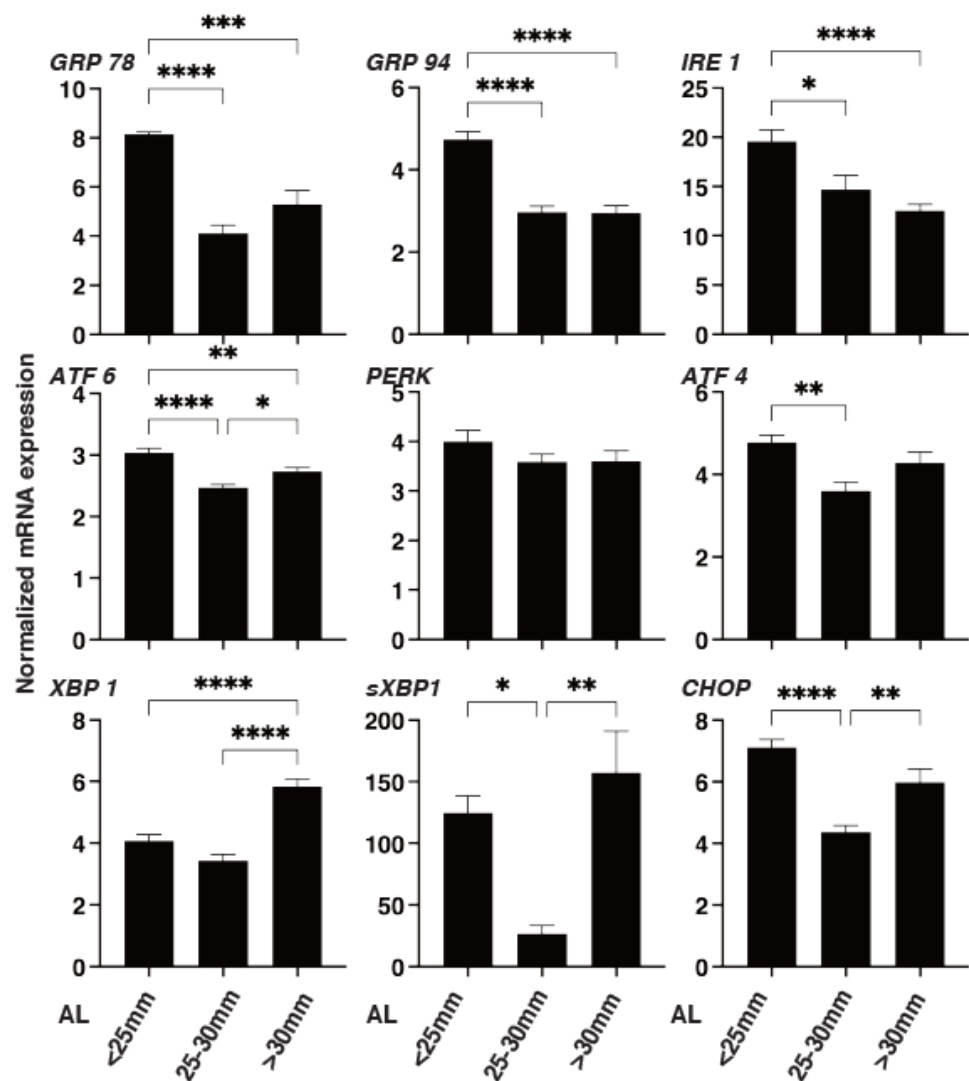 *** **** ****
GRP 78 **** GRP 94 **** IRE 1 *
10 6 25
8 20
6 4 15
4 2 10
2 5
0 0 0
**
ATF 6 **** * PERK ATF 4 **
4 5 6
3 4 4
2 3
1 2 2
1
0 0 0
XBP 1 **** sXBP1 * ** CHOP **** **
****
8 200 8
6 150 6
4 100 4
2 50 2
0 0 0
Normalized mRNA expression
AL <25mm 25-30mm >30mm AL <25mm 25-30mm >30mm AL <25mm 25-30mm >30mm